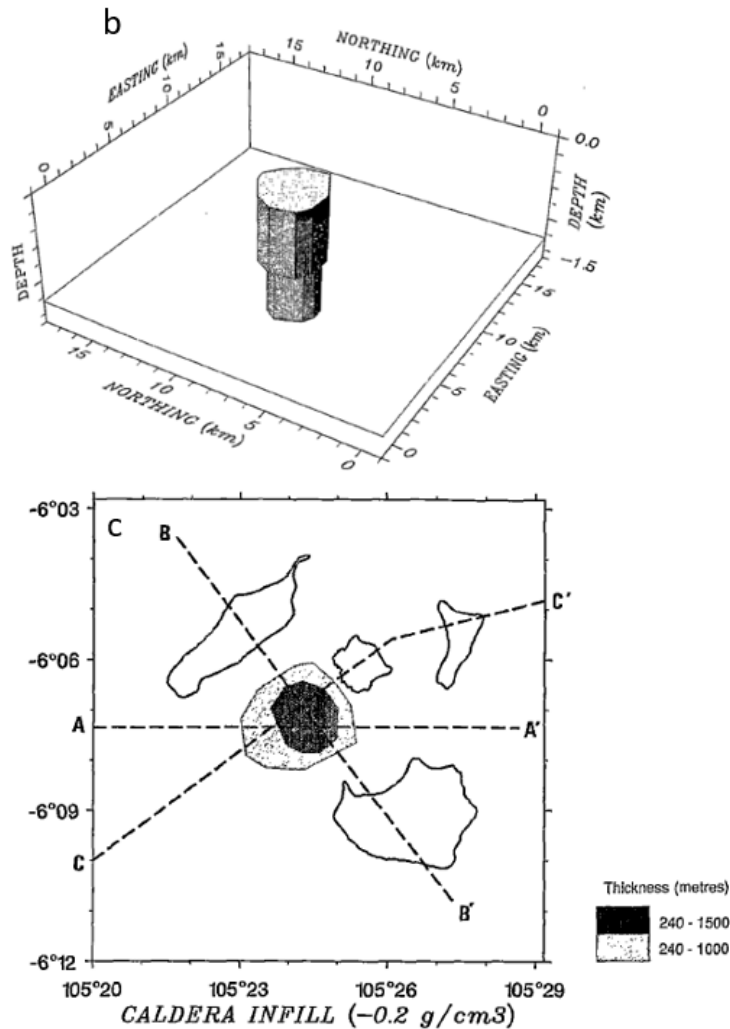 b
NORTHING (km)
15
10
5
0
EASTING (km)
15
10
5
0
0.0
DEPTH
(km)
-1.5
DEPTH
15
10
5
0
EASTING (km)
15
10
5
0
NORTHING (km)
-6°03
C
B
C'
-6°06
A
A'
-6°09
C
B'
-6°12
105°20 105°23 105°26 105°29
CALDERA INFILL (-0.2 g/cm3)
Thickness (metres)
240 - 1500
240 - 1000